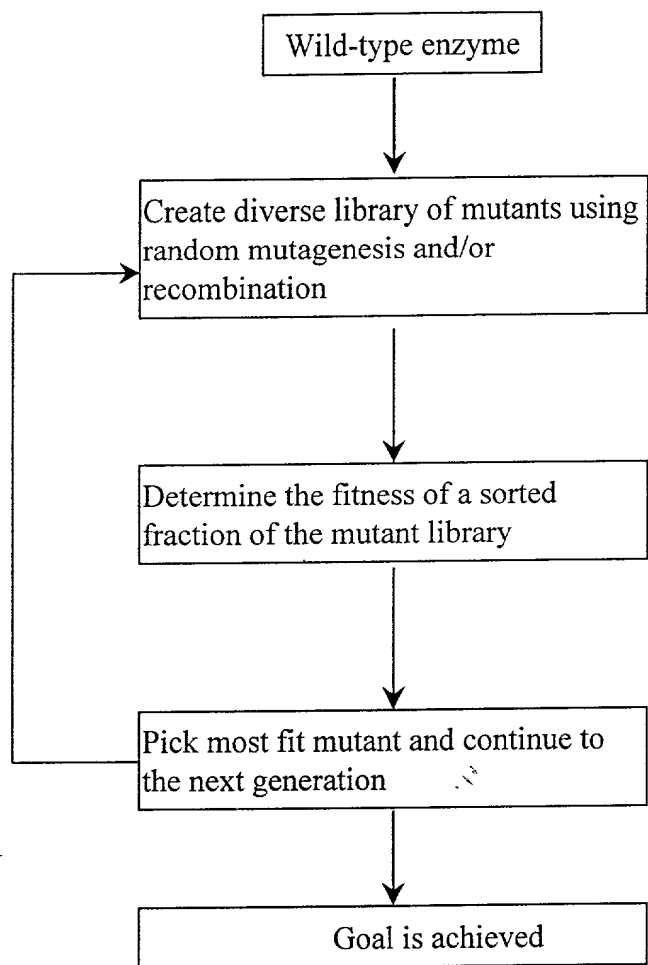 Wild-type enzyme
Create diverse library of mutants using
random mutagenesis and/or
recombination
Determine the fitness of a sorted
fraction of the mutant library
Pick most fit mutant and continue to
the next generation
Goal is achieved